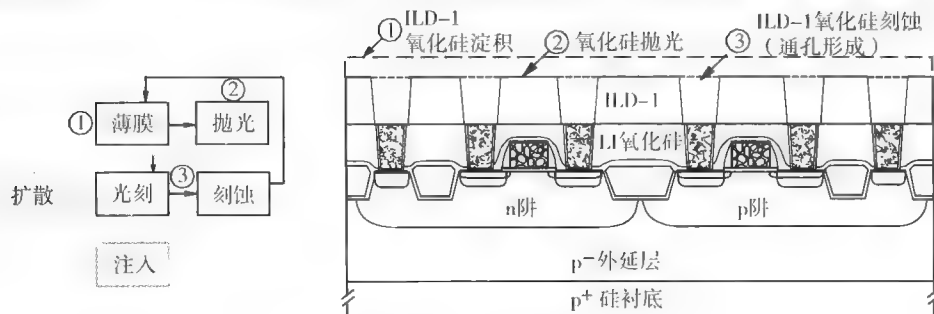 ① ILD-1
氧化硅淀积
② 氧化硅抛光
③ ILD-1氧化硅刻蚀
（通孔形成）
②
① 薄膜
抛光
扩散
光刻
③
刻蚀
注入
ILD-1
LI氧化硅
n阱
p阱
p⁻外延层
p⁺ 硅衬底